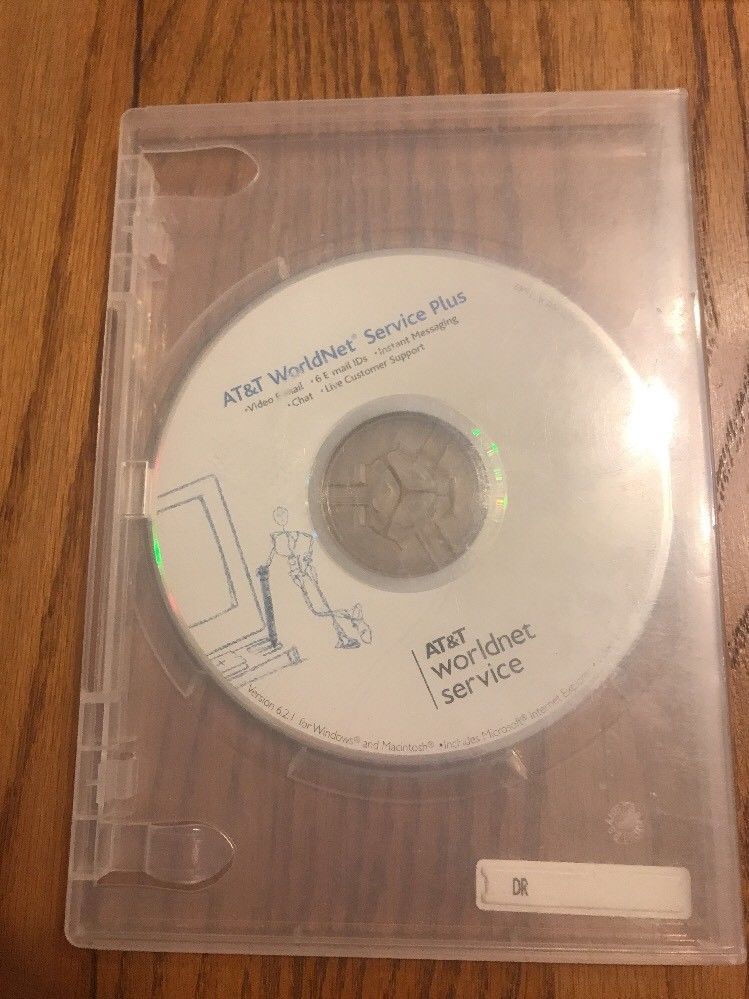 AT&T WorldNet® Service Plus
•Video E-mail •6 E mail IDs •Instant Messaging
•Chat •Live Customer Support
AT&T
worldnet
service
Version 6.2.1 for Windows® and Macintosh® •Includes Microsoft® Internet
DR